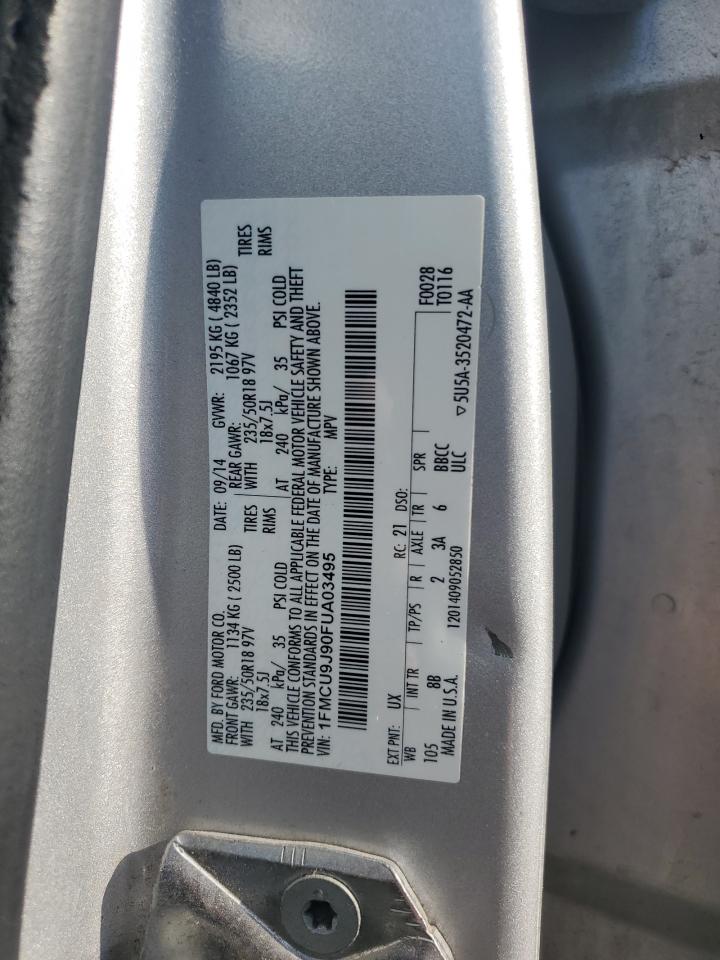 MFD. BY FORD MOTOR CO.
DATE: 09/14 GVWR: 2195 KG ( 4840 LB)
FRONT GAWR: 1134 KG ( 2500 LB) REAR GAWR: 1067 KG ( 2352 LB)
WITH 235/50R18 97V TIRES WITH 235/50R18 97V TIRES
18x7.5J RIMS 18x7.5J RIMS
AT 240 kPa/ 35 PSI COLD AT 240 kPa/ 35 PSI COLD
THIS VEHICLE CONFORMS TO ALL APPLICABLE FEDERAL MOTOR VEHICLE SAFETY AND THEFT
PREVENTION STANDARDS IN EFFECT ON THE DATE OF MANUFACTURE SHOWN ABOVE.
VIN: 1FMCU9J90FUA03495 TYPE: MPV
EXT PNT: UX RC: 21 DSO:
WB INT TR TP/PS R AXLE TR SPR F0028
105 8B 2 3A 6 BBCC T0116
MADE IN U.S.A. 1201409052850 ULC
▽5U5A-3520472-AA